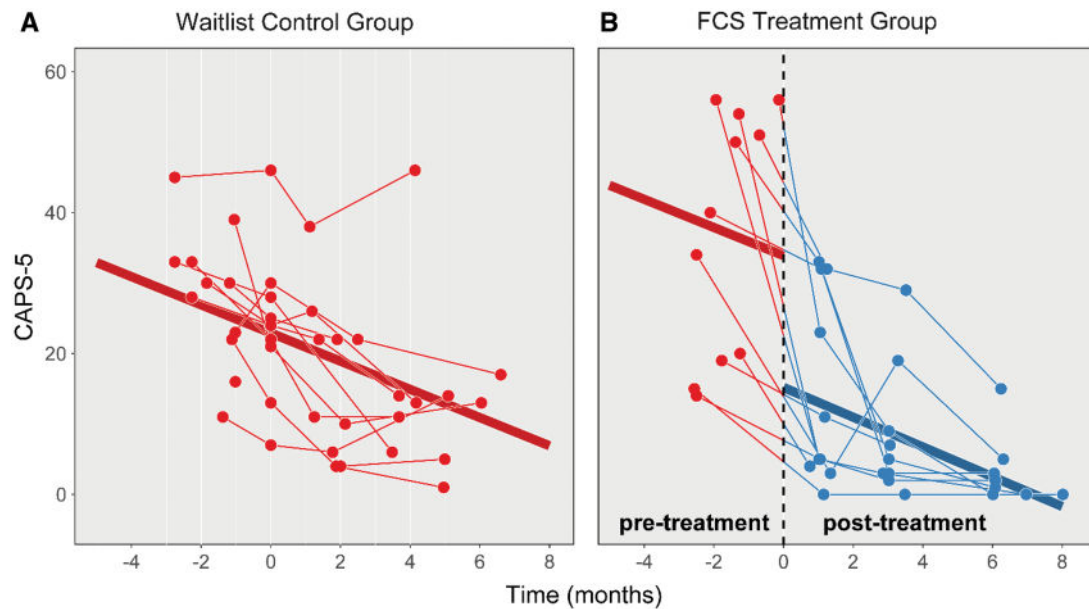 A Waitlist Control Group
B FCS Treatment Group
CAPS-5
60
40
20
0
pre-treatment post-treatment
-4 -2 0 2 4 6 8
-4 -2 0 2 4 6 8
Time (months)